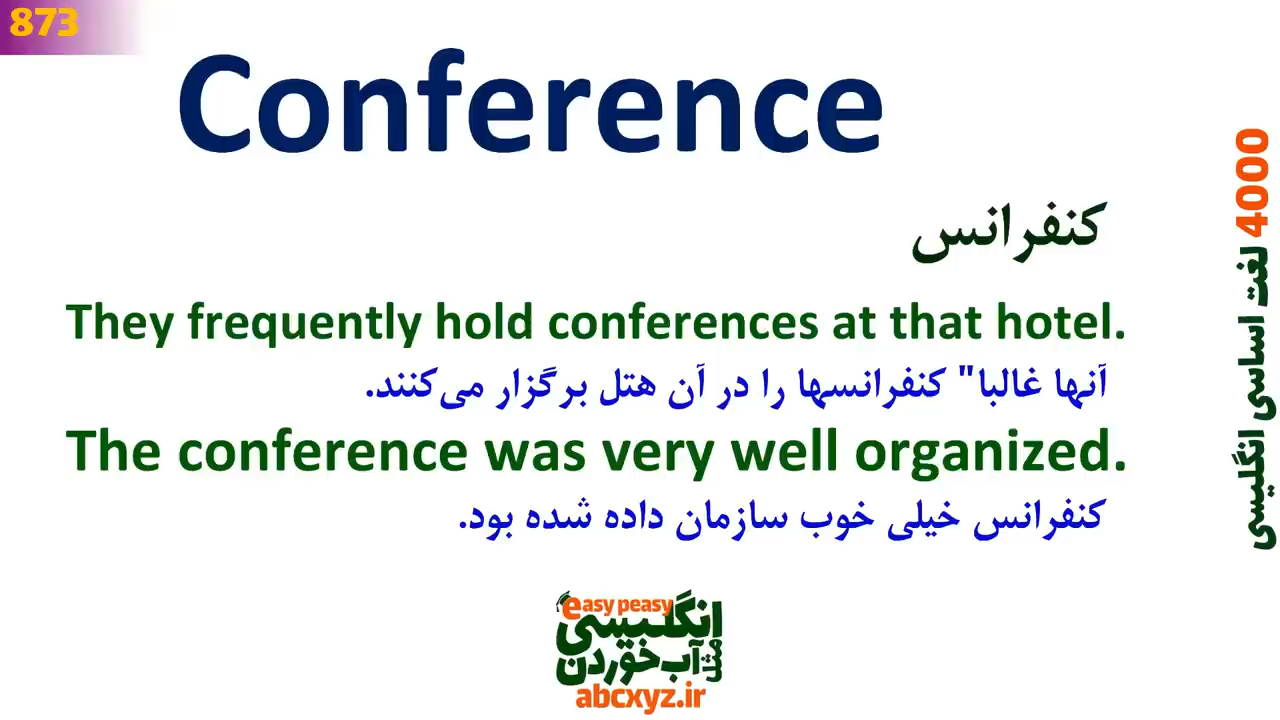 873
Conference
کنفرانس
They frequently hold conferences at that hotel.
آنها غالبا" کنفرانسها را در آن هتل برگزار می‌کنند.
The conference was very well organized.
کنفرانس خیلی خوب سازمان داده شده بود.
4000 لغت اساسی انگلیسی
easy peasy
انگلیسی
مثل آب خوردن
abcxyz.ir